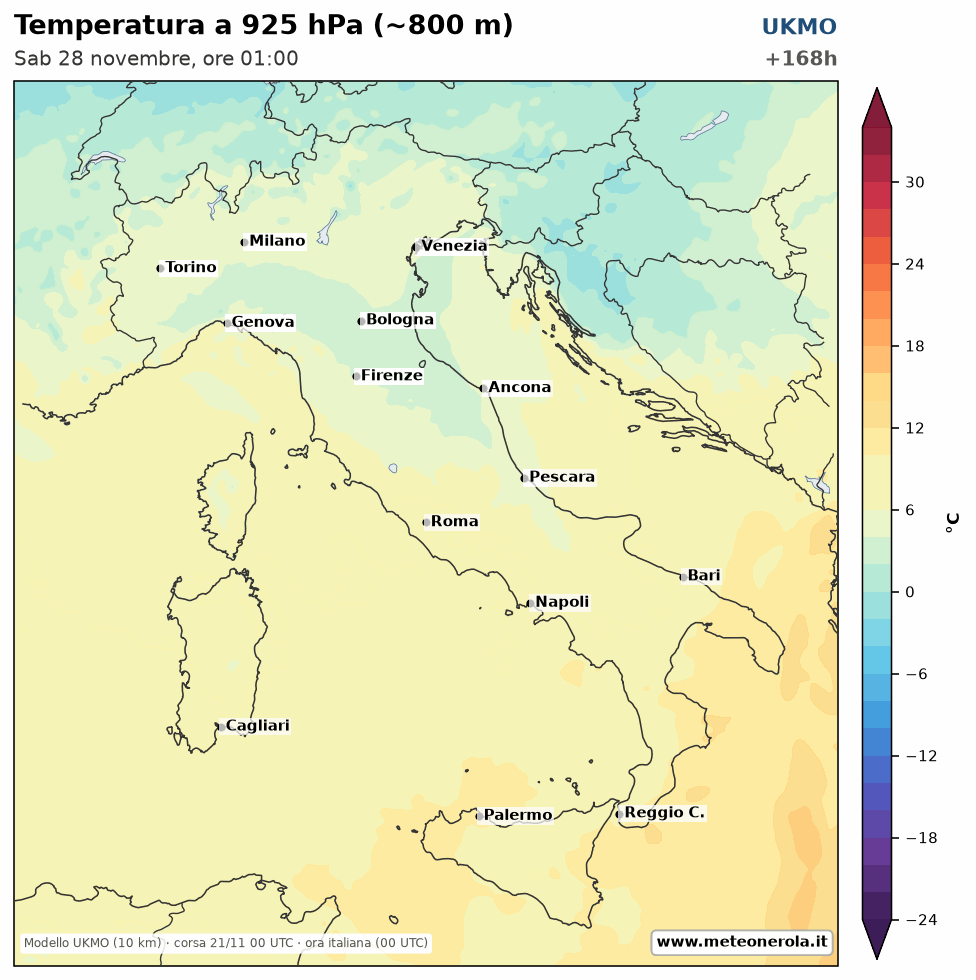 Temperatura a 925 hPa (~800 m)
UKMO
Sab 28 novembre, ore 01:00
+168h
Milano
Venezia
Torino
Genova
Bologna
Firenze
Ancona
Pescara
Roma
Bari
Napoli
Cagliari
Palermo
Reggio C.
30
24
18
12
6
0
−6
−12
−18
−24
°C
Modello UKMO (10 km) · corsa 21/11 00 UTC · ora italiana (00 UTC)
www.meteonerola.it